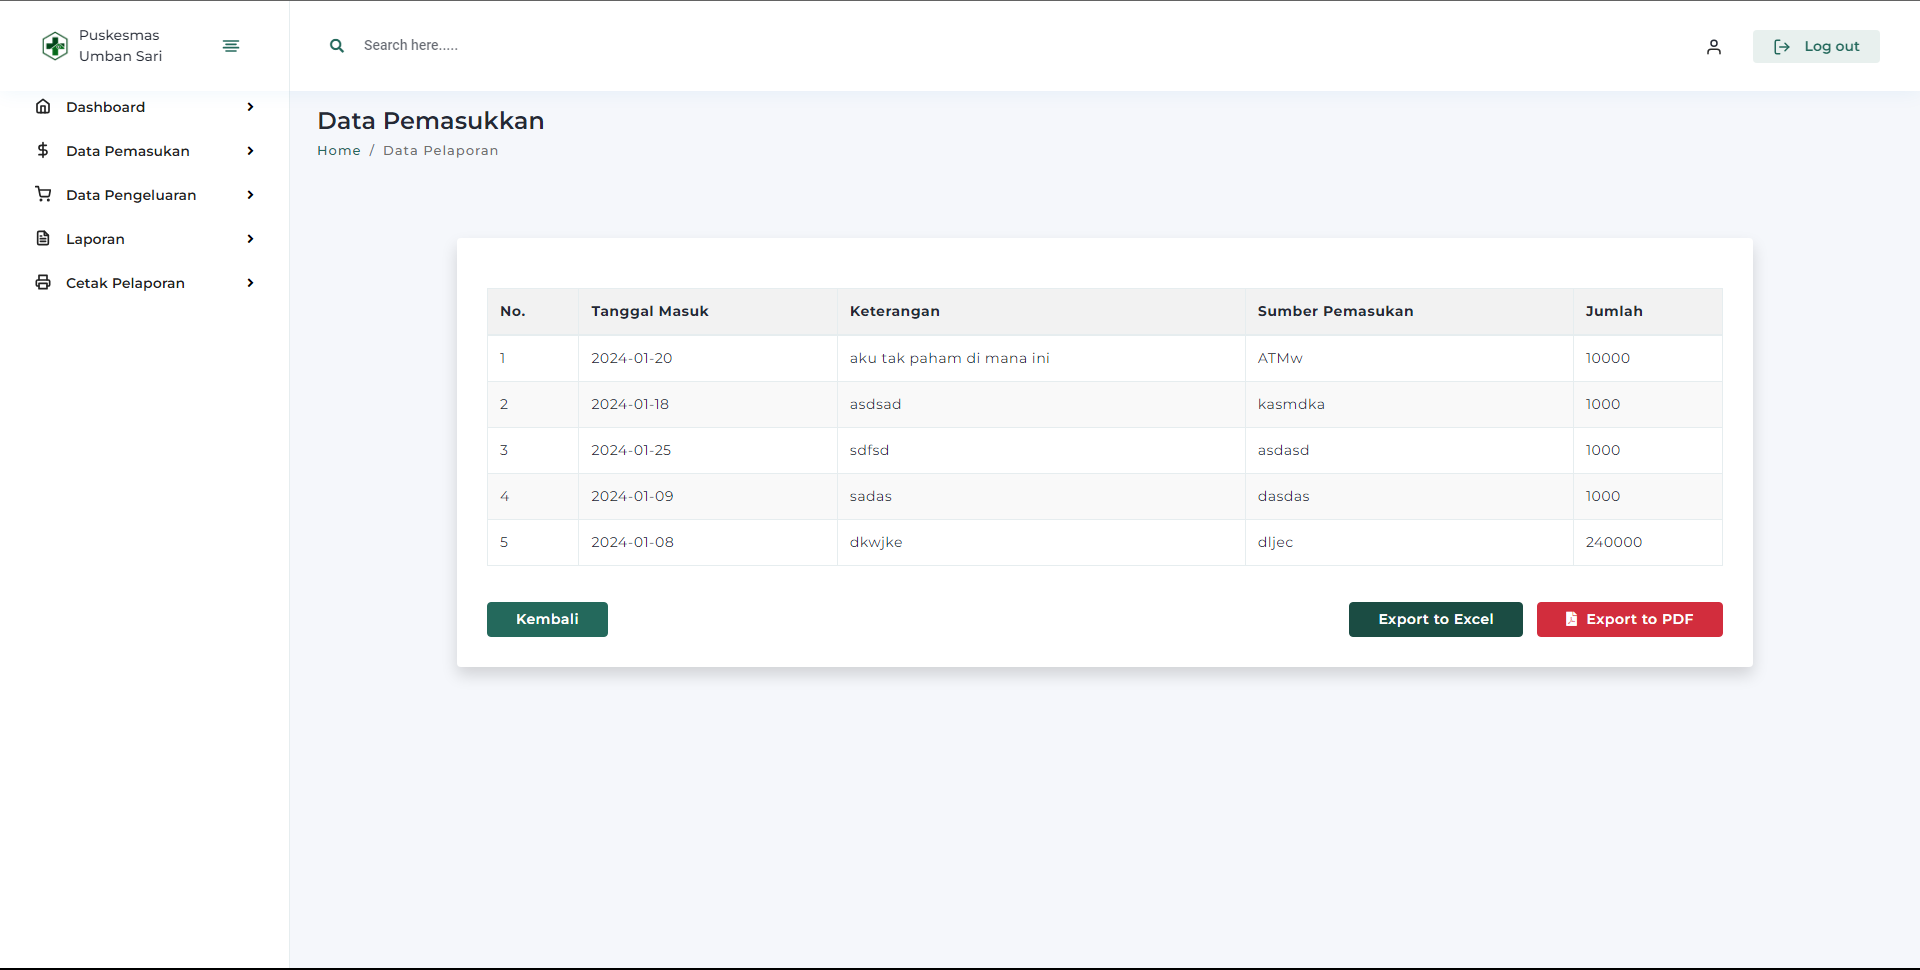 Puskesmas
Umban Sari
Search here.....
Log out
Dashboard
Data Pemasukan
Data Pengeluaran
Laporan
Cetak Pelaporan
Data Pemasukkan
Home / Data Pelaporan
No. Tanggal Masuk Keterangan Sumber Pemasukan Jumlah
1 2024-01-20 aku tak paham di mana ini ATMw 10000
2 2024-01-18 asdsad kasmdka 1000
3 2024-01-25 sdfsd asdasd 1000
4 2024-01-09 sadas dasdas 1000
5 2024-01-08 dkwjke dljec 240000
Kembali
Export to Excel
Export to PDF